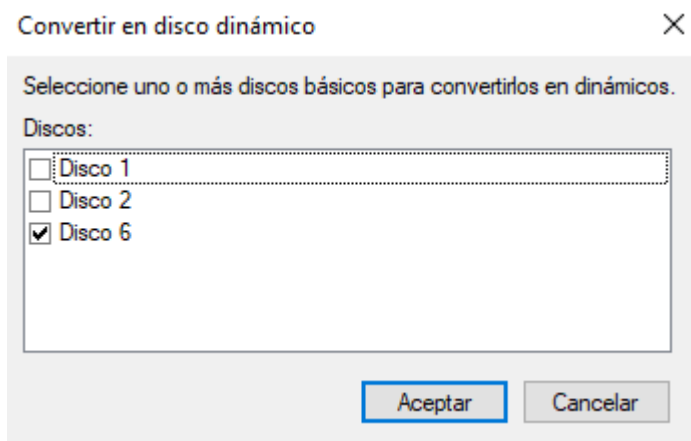 Convertir en disco dinámico
Seleccione uno o más discos básicos para convertirlos en dinámicos.
Discos:
Disco 1
Disco 2
Disco 6
Aceptar
Cancelar